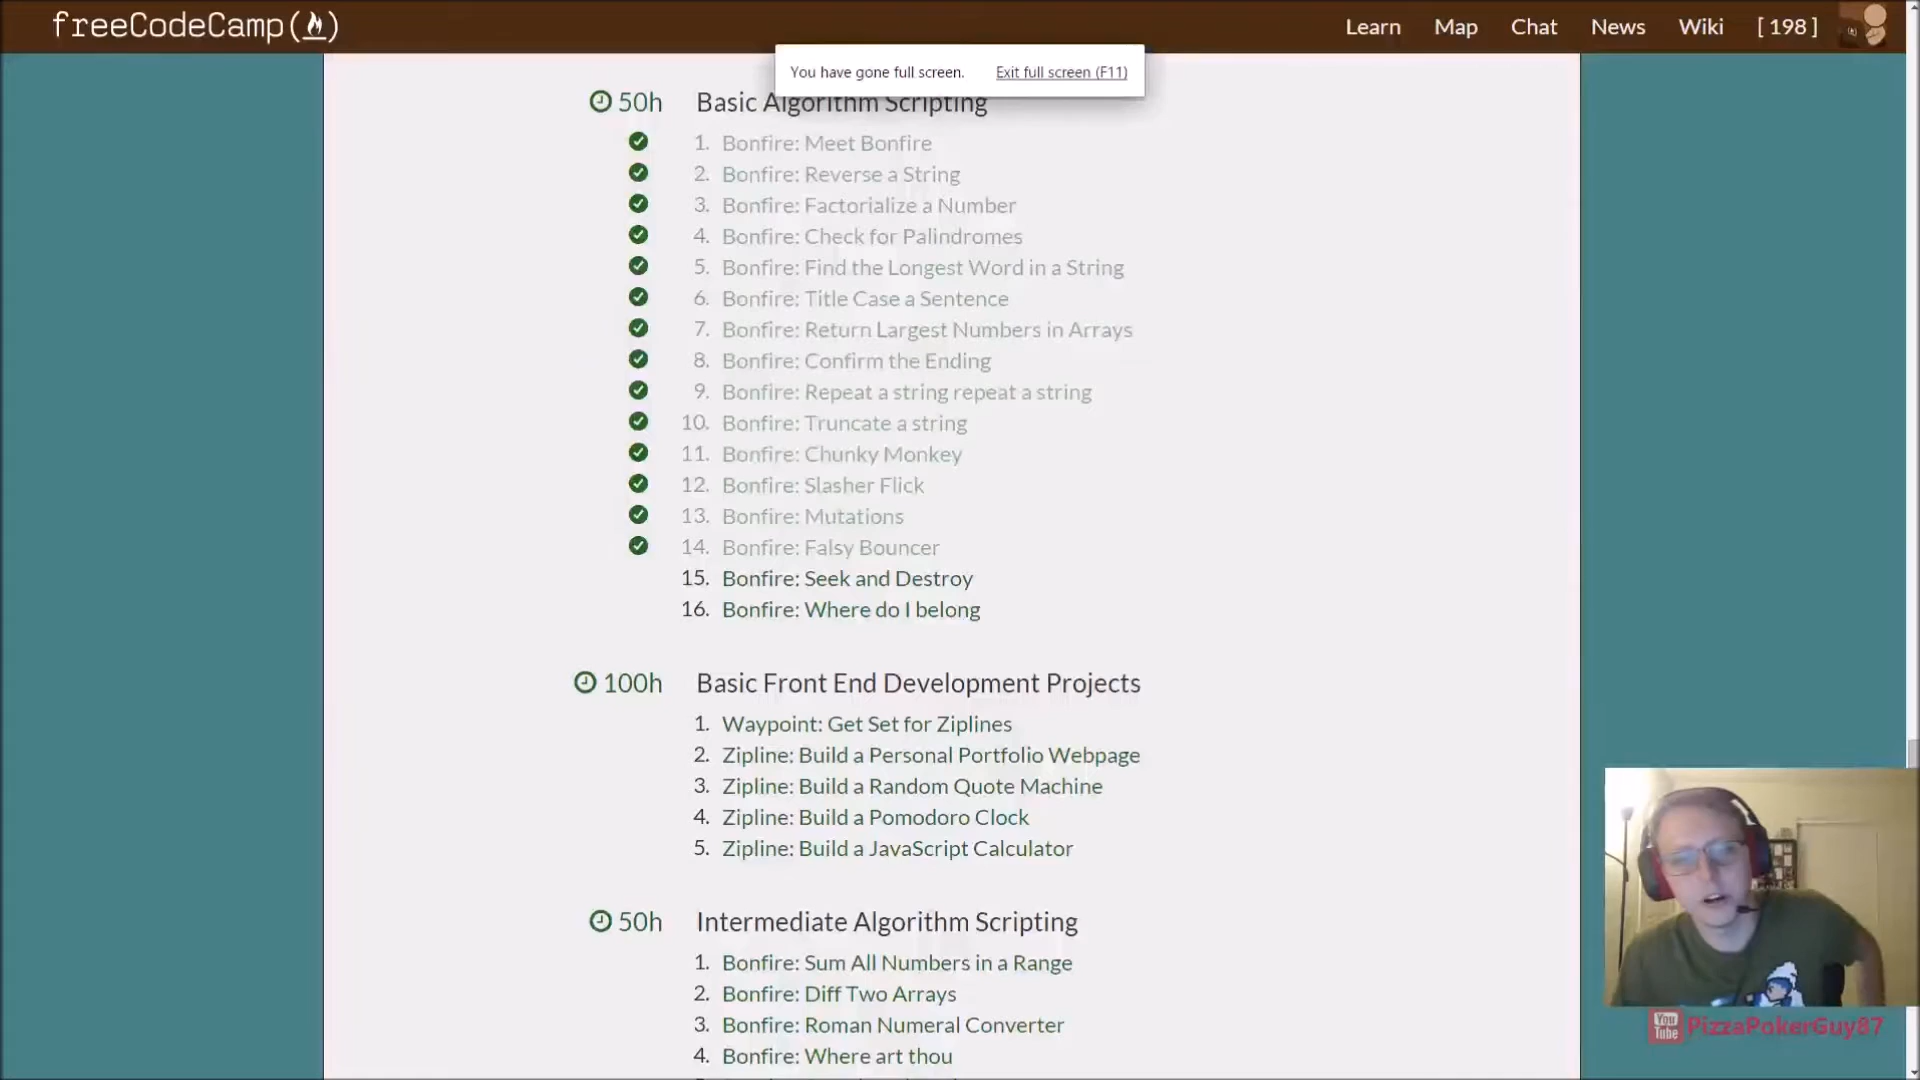 freeCodeCamp
Learn Map Chat News Wiki [ 198 ]
You have gone full screen. Exit full screen (F11)
50h Basic Algorithm Scripting
1. Bonfire: Meet Bonfire
2. Bonfire: Reverse a String
3. Bonfire: Factorialize a Number
4. Bonfire: Check for Palindromes
5. Bonfire: Find the Longest Word in a String
6. Bonfire: Title Case a Sentence
7. Bonfire: Return Largest Numbers in Arrays
8. Bonfire: Confirm the Ending
9. Bonfire: Repeat a string repeat a string
10. Bonfire: Truncate a string
11. Bonfire: Chunky Monkey
12. Bonfire: Slasher Flick
13. Bonfire: Mutations
14. Bonfire: Falsy Bouncer
15. Bonfire: Seek and Destroy
16. Bonfire: Where do I belong
100h Basic Front End Development Projects
1. Waypoint: Get Set for Ziplines
2. Zipline: Build a Personal Portfolio Webpage
3. Zipline: Build a Random Quote Machine
4. Zipline: Build a Pomodoro Clock
5. Zipline: Build a JavaScript Calculator
50h Intermediate Algorithm Scripting
1. Bonfire: Sum All Numbers in a Range
2. Bonfire: Diff Two Arrays
3. Bonfire: Roman Numeral Converter
4. Bonfire: Where art thou
You Tube PizzaPokerGuy87